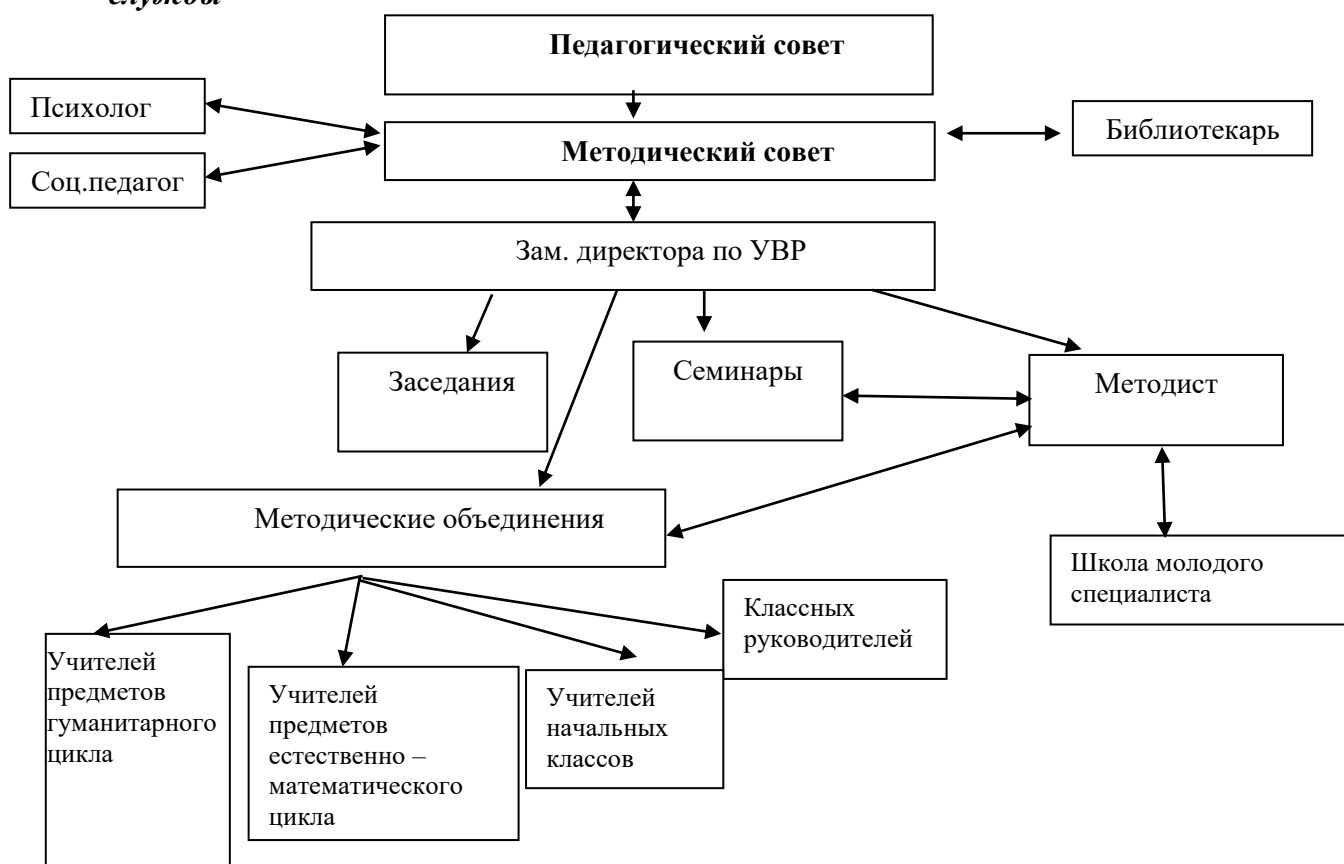 службы
Педагогический совет
Психолог
Библиотекарь
Методический совет
Соц.педагог
Зам. директора по УВР
Заседания
Семинары
Методист
Методические объединения
Школа молодого
специалиста
Классных
руководителей
Учителей
предметов
гуманитарного
цикла
Учителей
предметов
естественно –
математического
цикла
Учителей
начальных
классов